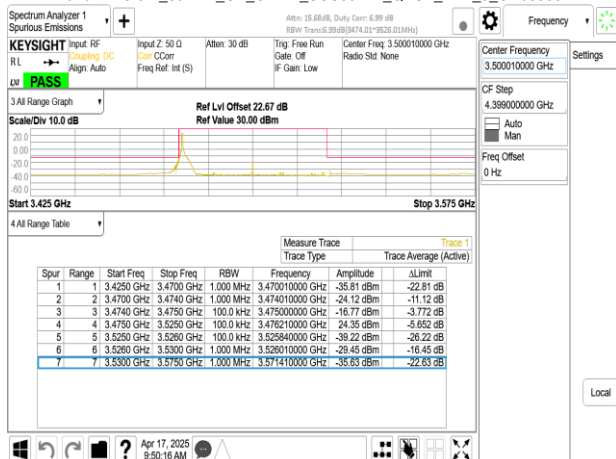 Spectrum Analyzer 1
Spurious Emissions
Attn: 15.68dB, Duty Corr: 6.99 dB
RBW Trans:6.99dB(3474.01~3526.01MHz)
Frequency
KEYSIGHT Input: RF Input Z: 50 Ω Atten: 30 dB Trig: Free Run Center Freq: 3.500010000 GHz
RL Coupling: DC Corr CCorr Gate: Off Radio Std: None
Align: Auto Freq Ref: Int (S) IF Gain: Low
LXI PASS
Center Frequency
3.500010000 GHz
Settings
CF Step
4.399000000 GHz
Auto
Man
Freq Offset
0 Hz
3 All Range Graph
Ref Lvl Offset 22.67 dB
Scale/Div 10.0 dB Ref Value 30.00 dBm
20.0
0.00
-20.0
-40.0
-60.0
Start 3.425 GHz Stop 3.575 GHz
4 All Range Table
Measure Trace Trace 1
Trace Type Trace Average (Active)
Spur Range Start Freq Stop Freq RBW Frequency Amplitude ΔLimit
1 1 3.4250 GHz 3.4700 GHz 1.000 MHz 3.470010000 GHz -35.81 dBm -22.81 dB
2 2 3.4700 GHz 3.4740 GHz 1.000 MHz 3.474010000 GHz -24.12 dBm -11.12 dB
3 3 3.4740 GHz 3.4750 GHz 100.0 kHz 3.475000000 GHz -16.77 dBm -3.772 dB
4 4 3.4750 GHz 3.5250 GHz 100.0 kHz 3.476210000 GHz 24.35 dBm -5.652 dB
5 5 3.5250 GHz 3.5260 GHz 100.0 kHz 3.525840000 GHz -39.22 dBm -26.22 dB
6 6 3.5260 GHz 3.5300 GHz 1.000 MHz 3.526010000 GHz -29.45 dBm -16.45 dB
7 7 3.5300 GHz 3.5750 GHz 1.000 MHz 3.571410000 GHz -35.63 dBm -22.63 dB
Local
Apr 17, 2025
9:50:16 AM